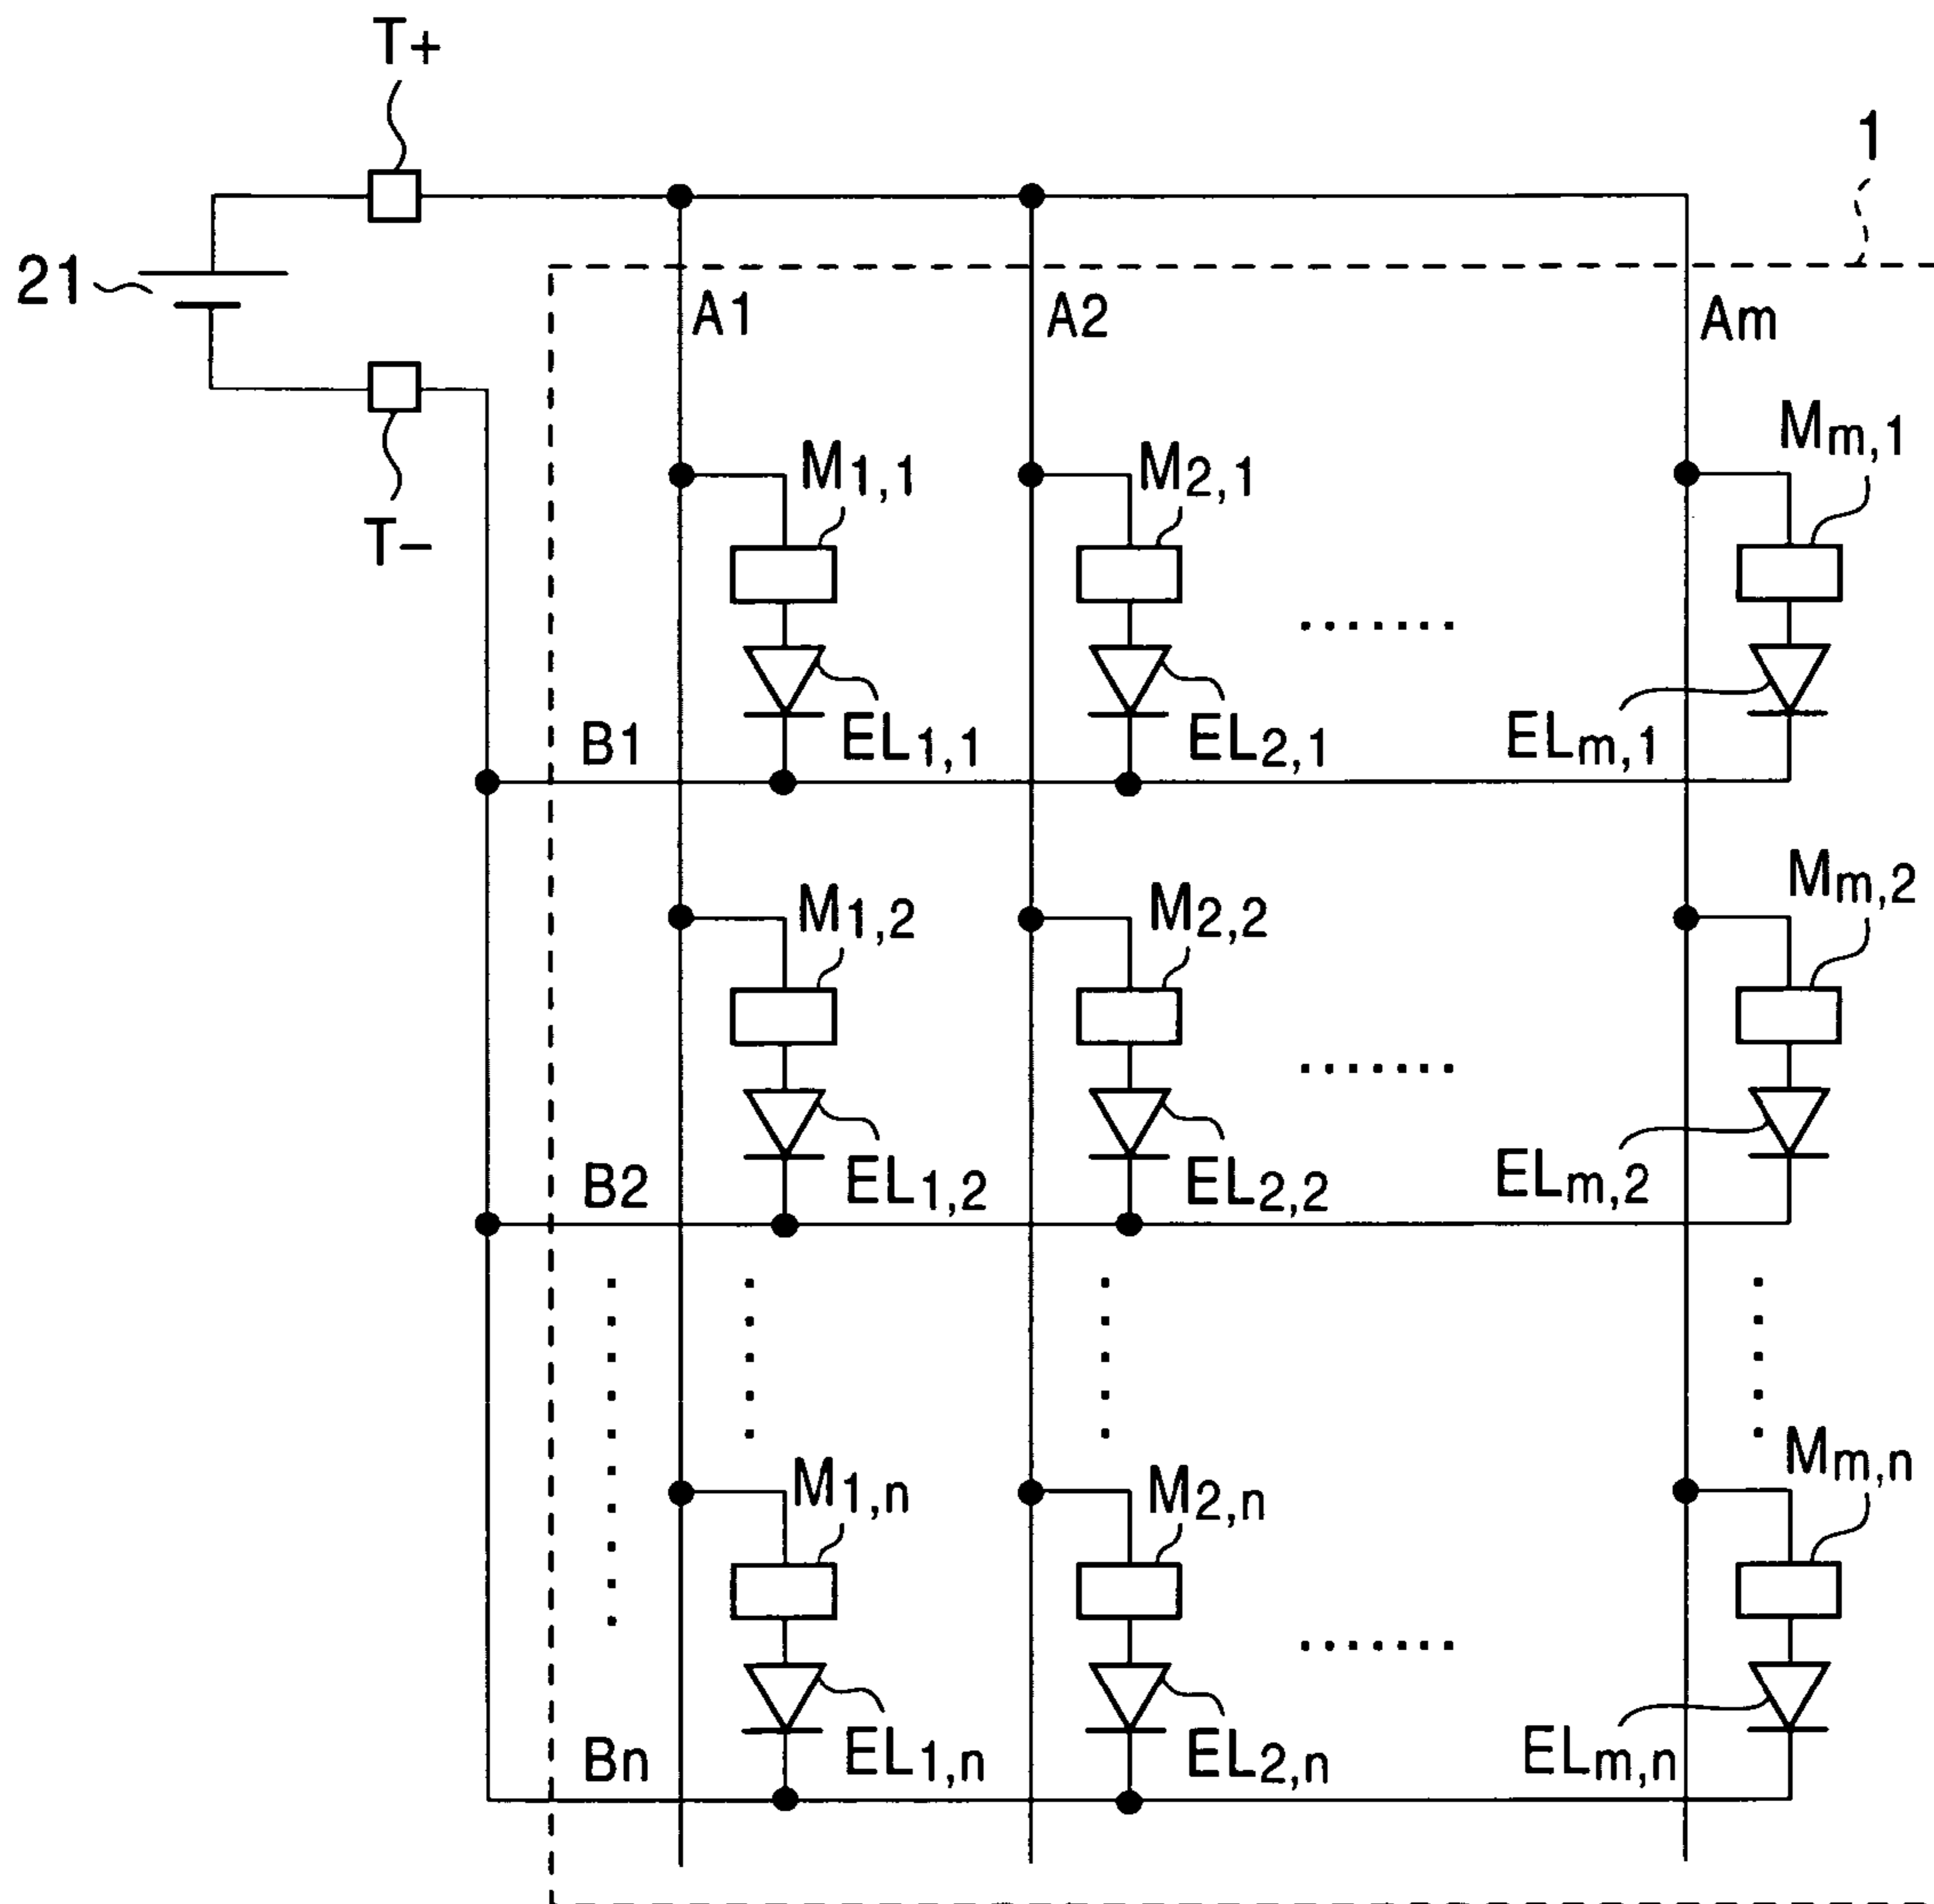 T+
1
21
A1 A2 Am
T-
M1,1 M2,1 Mm,1
B1 EL1,1 EL2,1 ELm,1
M1,2 M2,2 Mm,2
B2 EL1,2 EL2,2 ELm,2
M1,n M2,n Mm,n
Bn EL1,n EL2,n ELm,n